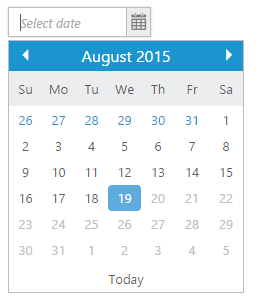 Select date
August 2015
Su Mo Tu We Th Fr Sa
26 27 28 29 30 31 1
2 3 4 5 6 7 8
9 10 11 12 13 14 15
16 17 18 19 20 21 22
23 24 25 26 27 28 29
30 31 1 2 3 4 5
Today